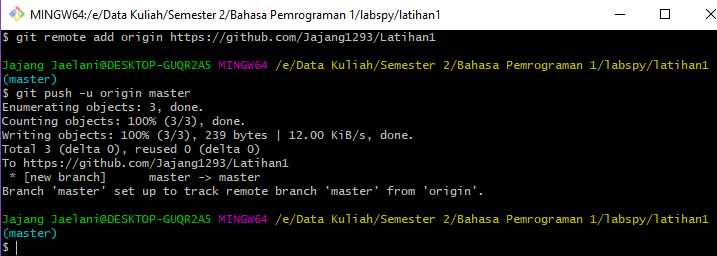 MINGW64:/e/Data Kuliah/Semester 2/Bahasa Pemrograman 1/labspy/latihan1
$ git remote add origin https://github.com/Jajang1293/Latihan1
Jajang Jaelani@DESKTOP-GUQR2A5 MINGW64 /e/Data Kuliah/Semester 2/Bahasa Pemrograman 1/labspy/latihan1
(master)
$ git push -u origin master
Enumerating objects: 3, done.
Counting objects: 100% (3/3), done.
Writing objects: 100% (3/3), 239 bytes | 12.00 KiB/s, done.
Total 3 (delta 0), reused 0 (delta 0)
To https://github.com/Jajang1293/Latihan1
 * [new branch]      master -> master
Branch 'master' set up to track remote branch 'master' from 'origin'.
Jajang Jaelani@DESKTOP-GUQR2A5 MINGW64 /e/Data Kuliah/Semester 2/Bahasa Pemrograman 1/labspy/latihan1
(master)
$